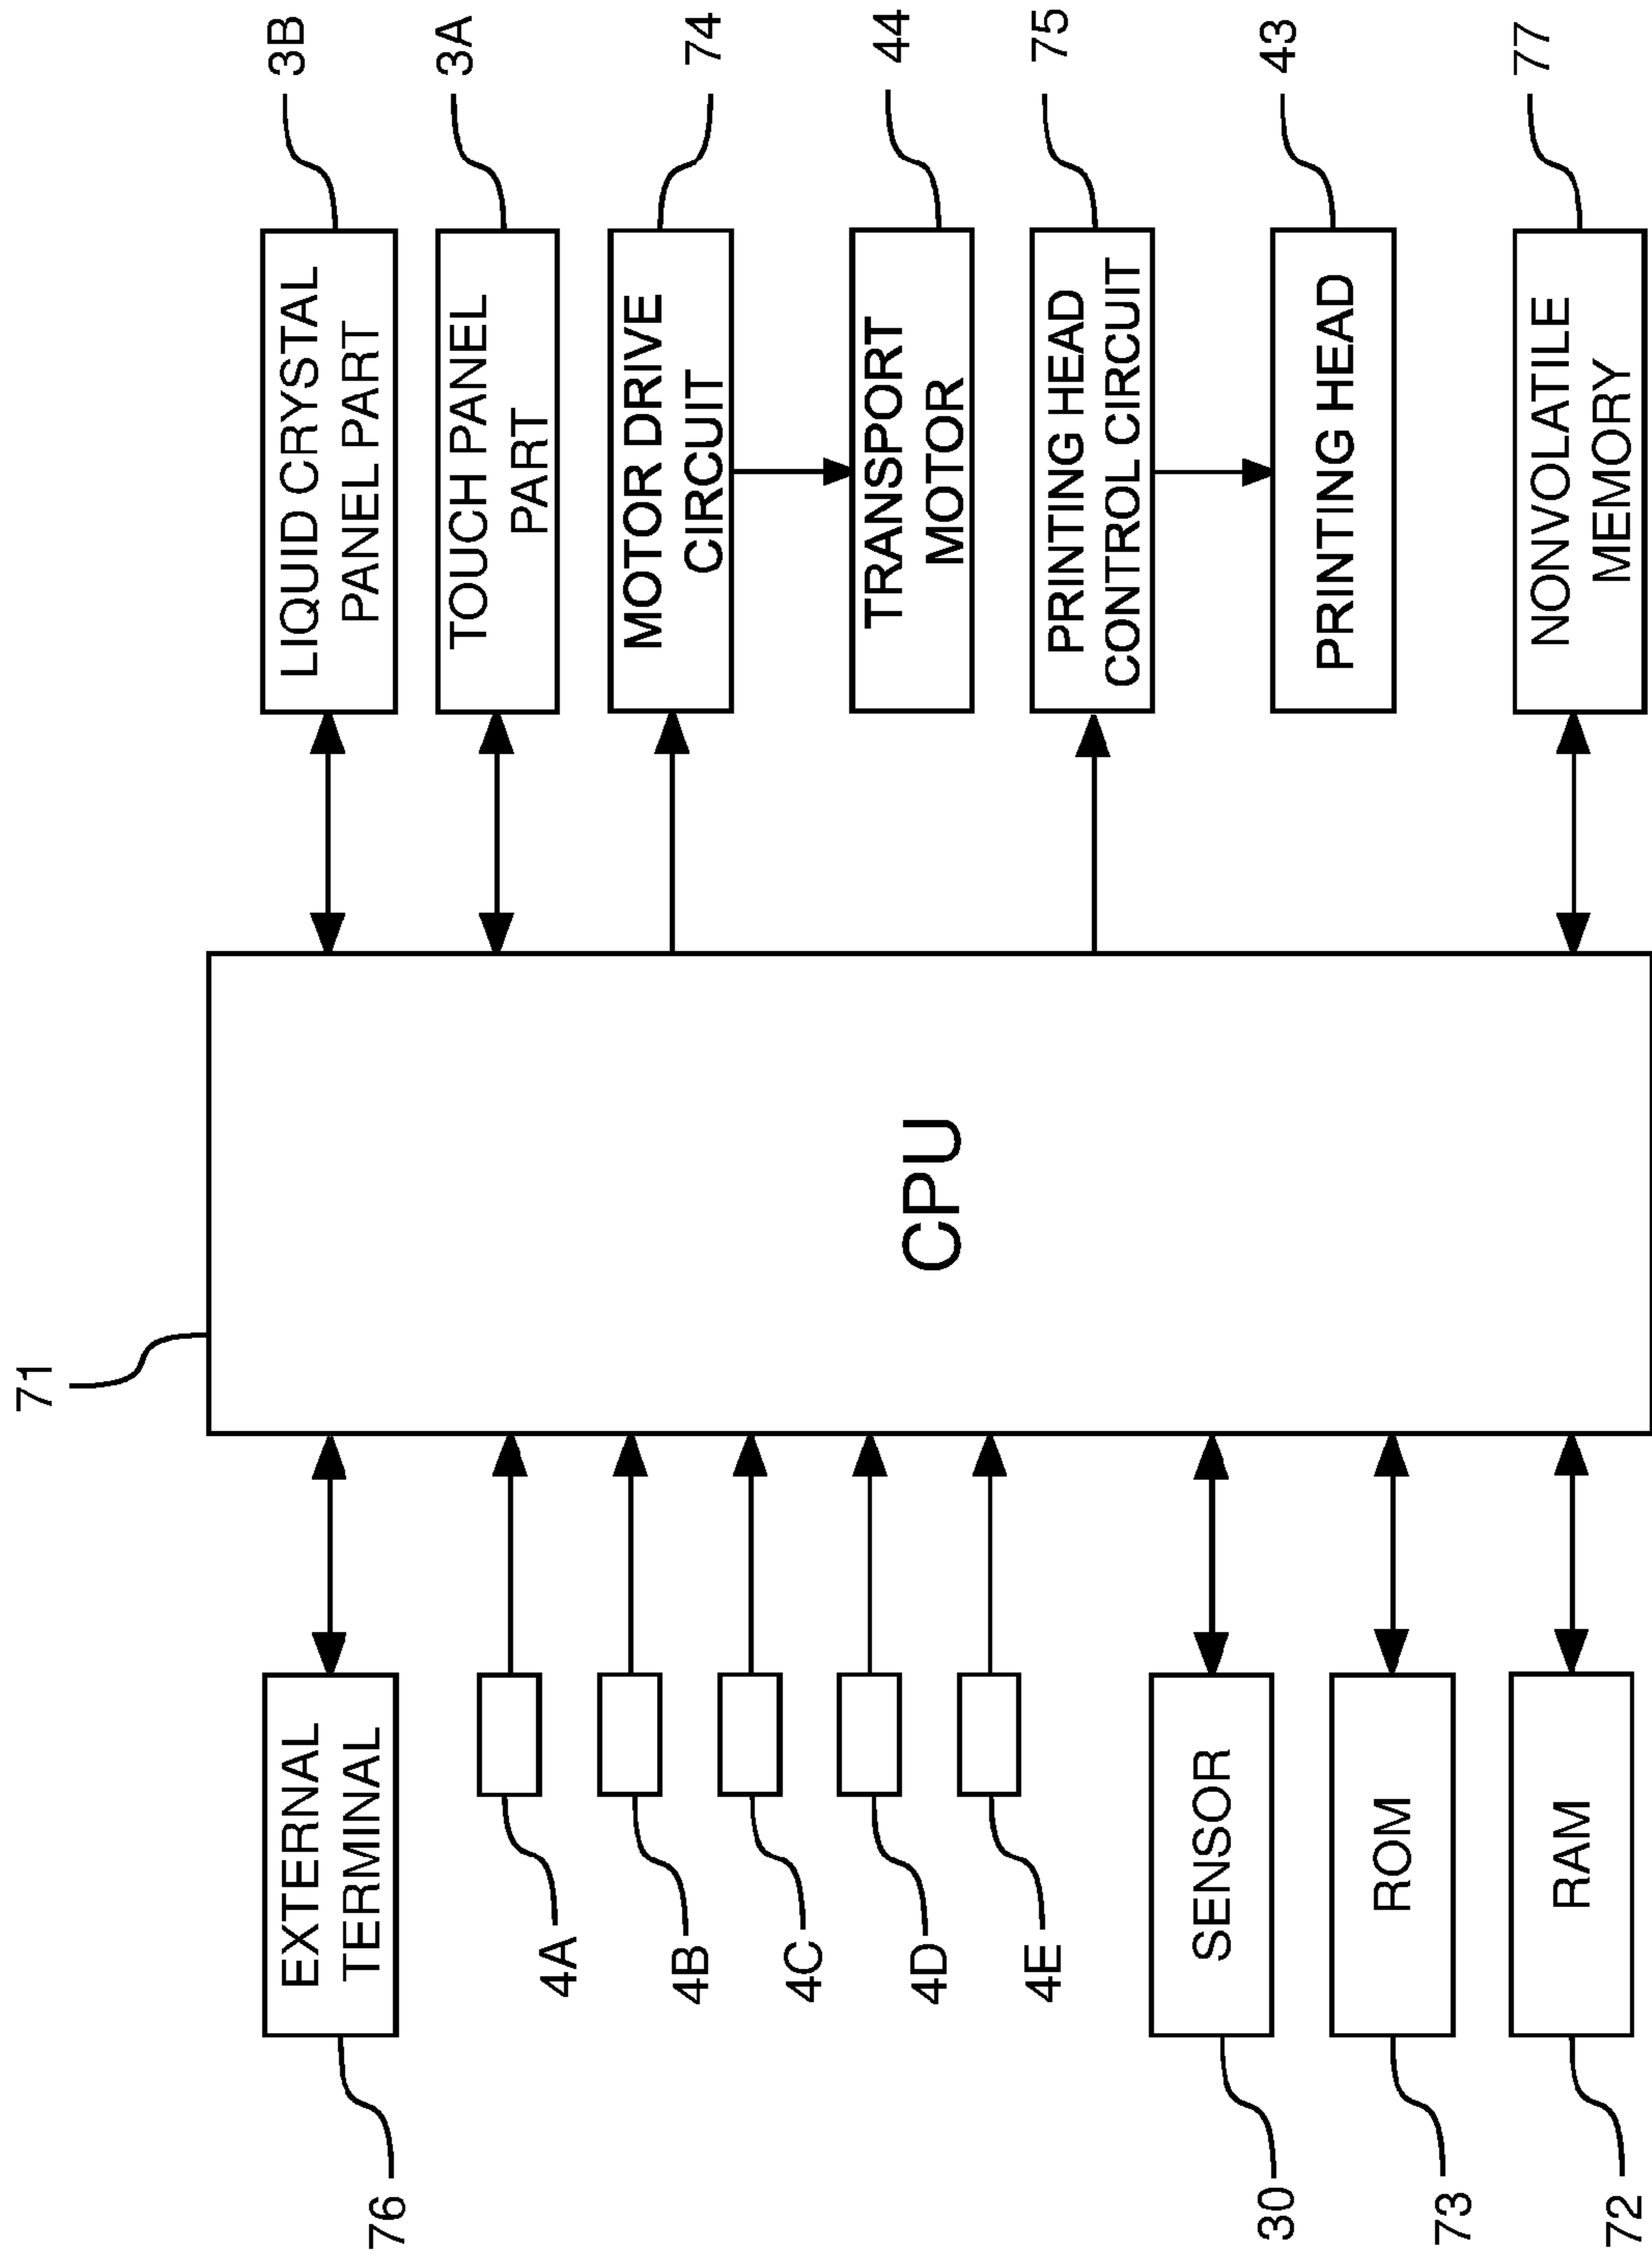 71
76
EXTERNAL
TERMINAL
4A
4B
4C
4D
4E
30
SENSOR
73
ROM
72
RAM
CPU
LIQUID CRYSTAL
PANEL PART
3B
TOUCH PANEL
PART
3A
MOTOR DRIVE
CIRCUIT
74
TRANSPORT
MOTOR
44
PRINTING HEAD
CONTROL CIRCUIT
75
PRINTING HEAD
43
NONVOLATILE
MEMORY
77